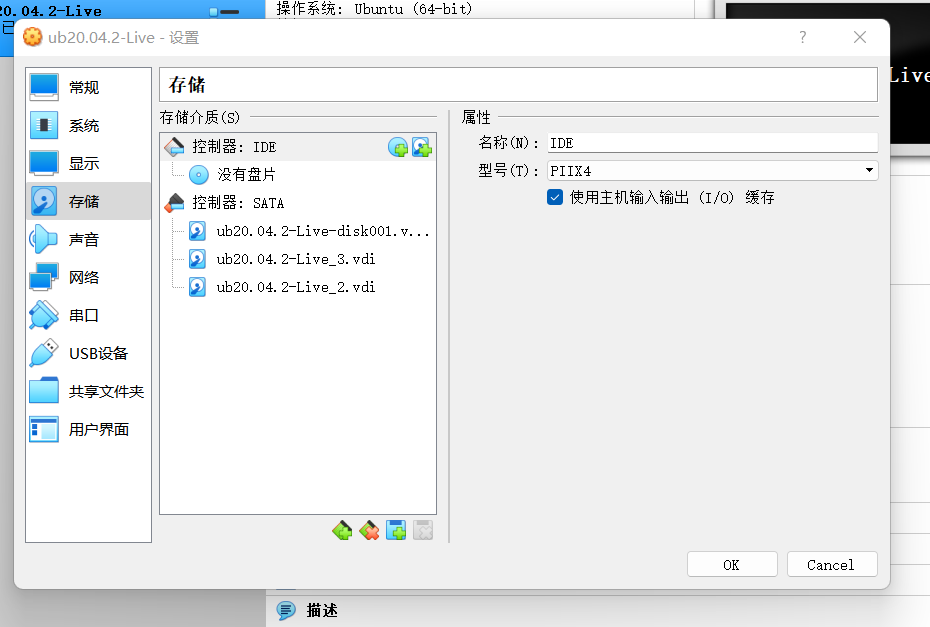 20.04.2-Live
操作系统: Ubuntu (64-bit)
已
ub20.04.2-Live - 设置
?
Live
常规
系统
显示
存储
声音
网络
串口
USB设备
共享文件夹
用户界面
存储
存储介质(S)
控制器: IDE
没有盘片
控制器: SATA
ub20.04.2-Live-disk001.v...
ub20.04.2-Live_3.vdi
ub20.04.2-Live_2.vdi
属性
名称(N): IDE
型号(T): PIIX4
使用主机输入输出 (I/O) 缓存
OK
Cancel
描述